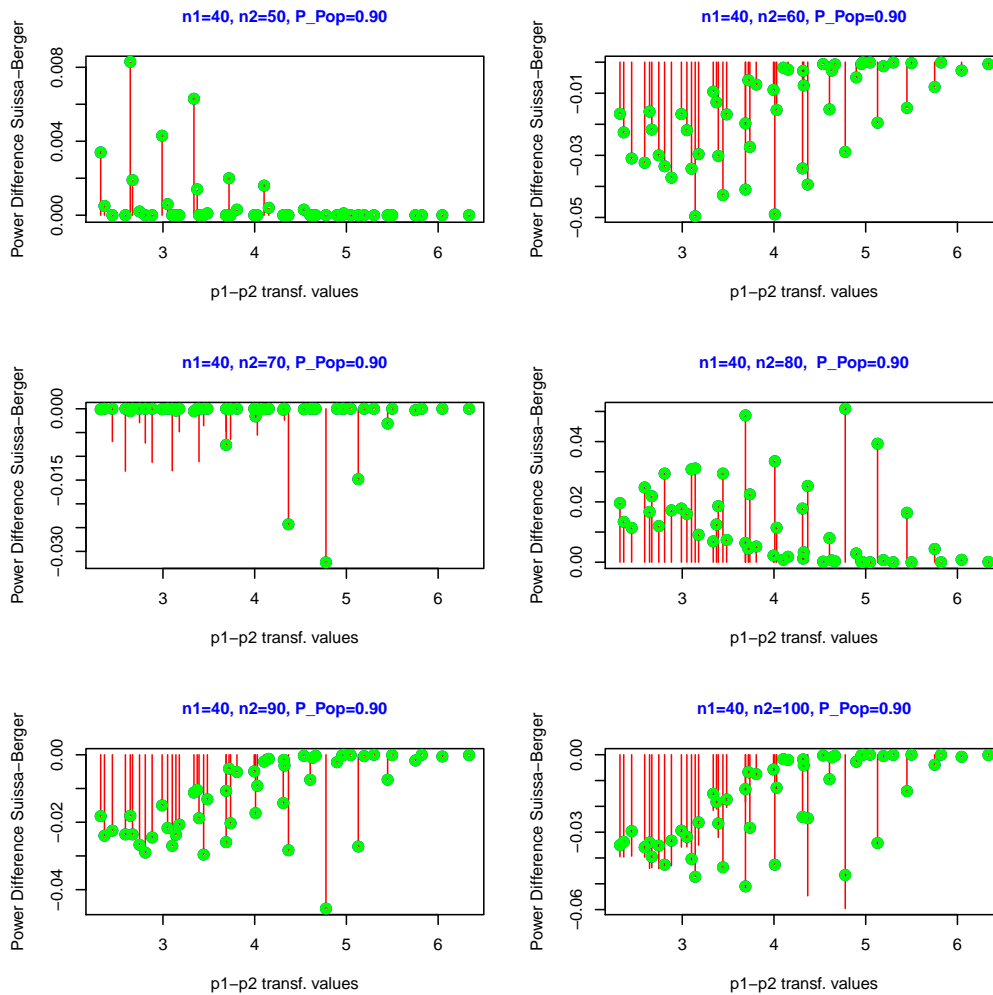 n1=40, n2=50, P_Pop=0.90
Power Difference Suissa−Berger
0.008
0.004
0.000
3 4 5 6
p1−p2 transf. values
n1=40, n2=60, P_Pop=0.90
Power Difference Suissa−Berger
−0.01
−0.03
−0.05
3 4 5 6
p1−p2 transf. values
n1=40, n2=70, P_Pop=0.90
Power Difference Suissa−Berger
0.000
−0.015
−0.030
3 4 5 6
p1−p2 transf. values
n1=40, n2=80, P_Pop=0.90
Power Difference Suissa−Berger
0.04
0.02
0.00
3 4 5 6
p1−p2 transf. values
n1=40, n2=90, P_Pop=0.90
Power Difference Suissa−Berger
0.00
−0.02
−0.04
3 4 5 6
p1−p2 transf. values
n1=40, n2=100, P_Pop=0.90
Power Difference Suissa−Berger
0.00
−0.03
−0.06
3 4 5 6
p1−p2 transf. values